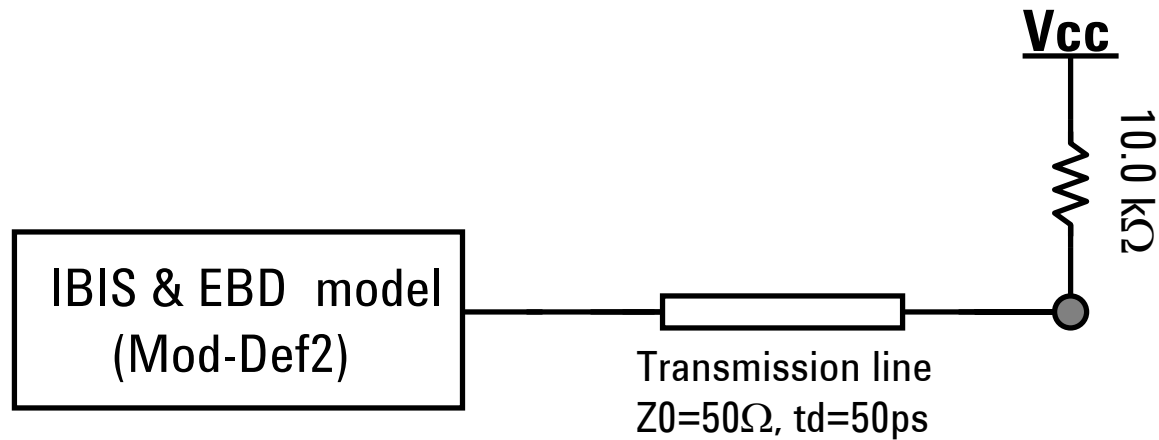 Vcc
10.0 kΩ
IBIS & EBD model
(Mod-Def2)
Transmission line
Z0=50Ω, td=50ps